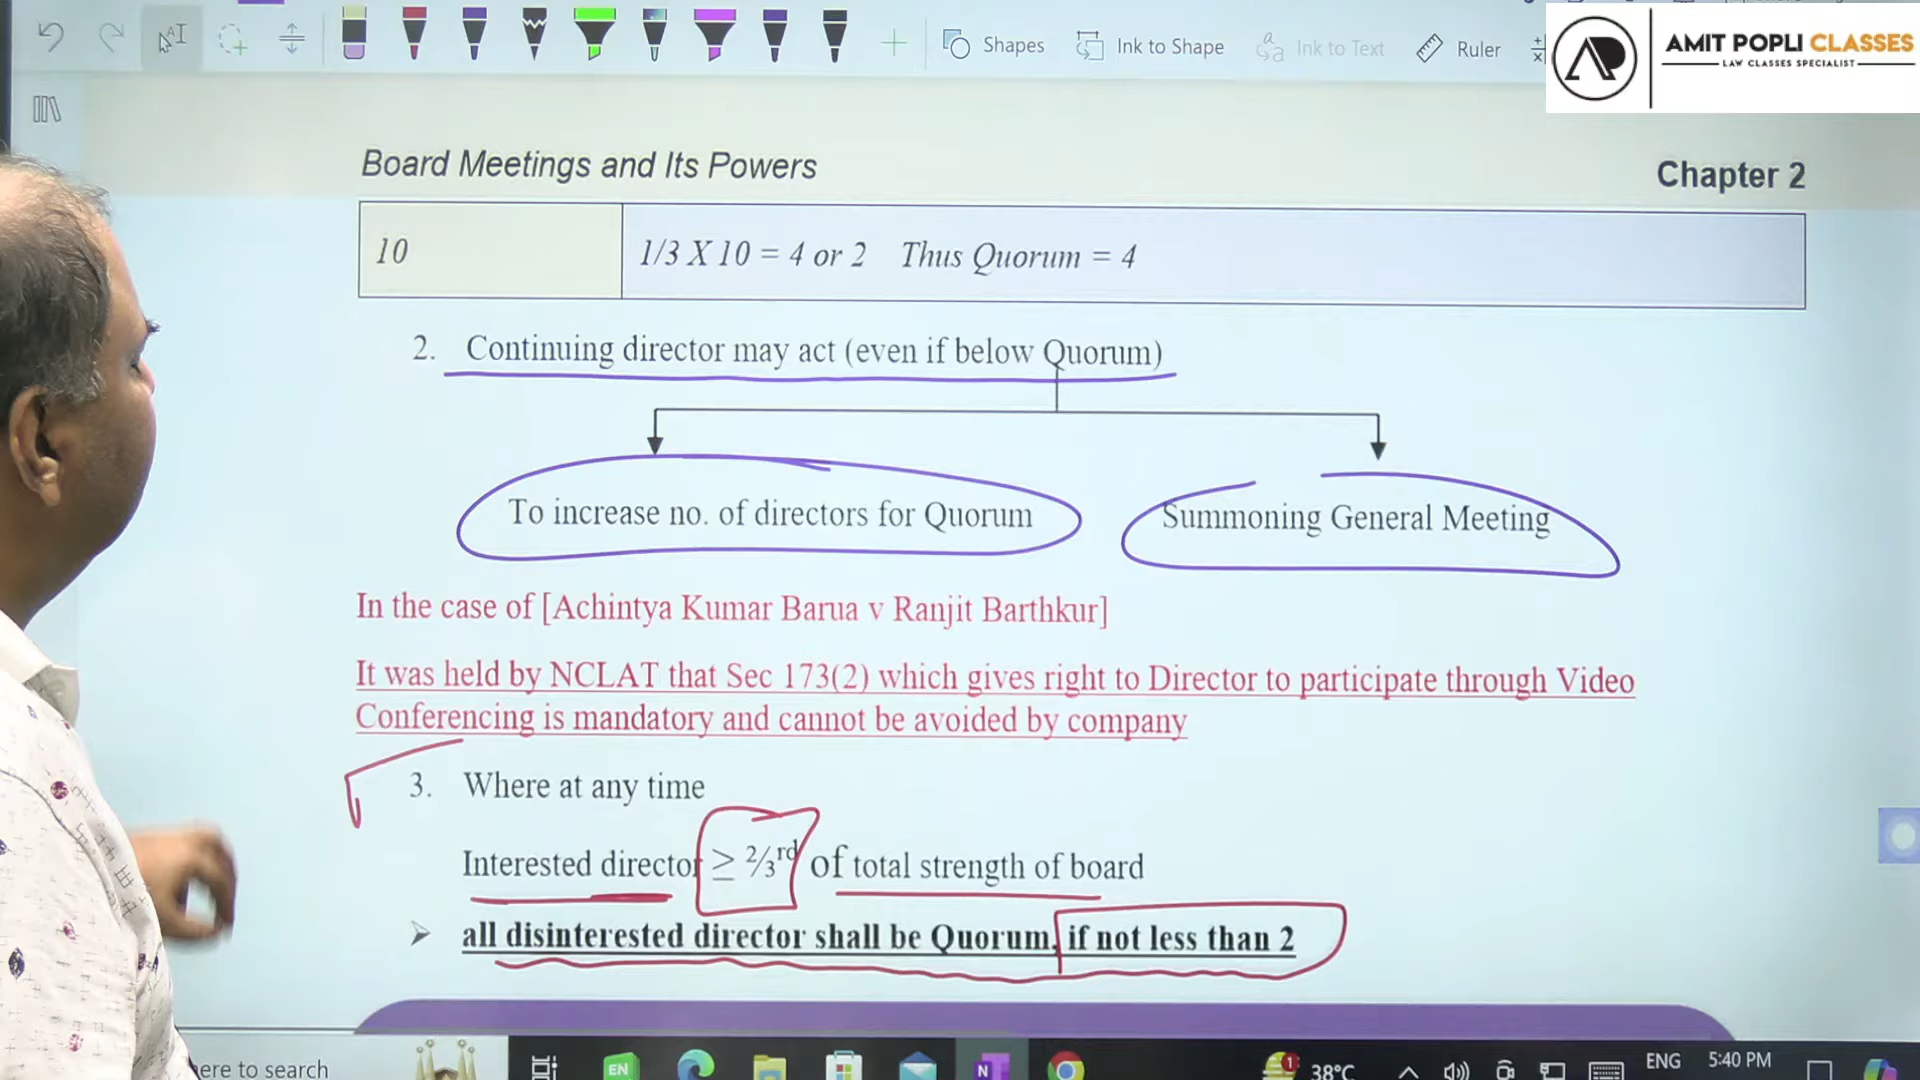 Shapes
Ink to Shape
Ink to Text
Ruler
AMIT POPLI CLASSES
LAW CLASSES SPECIALIST
Board Meetings and Its Powers
Chapter 2
10
1/3 X 10 = 4 or 2 Thus Quorum = 4
2. Continuing director may act (even if below Quorum)
To increase no. of directors for Quorum
Summoning General Meeting
In the case of [Achintya Kumar Barua v Ranjit Barthkur]
It was held by NCLAT that Sec 173(2) which gives right to Director to participate through Video
Conferencing is mandatory and cannot be avoided by company
3. Where at any time
Interested director ≥ ⅔rd of total strength of board
➢ all disinterested director shall be Quorum, if not less than 2
ere to search
EN
N
1
38°C
ENG
5:40 PM